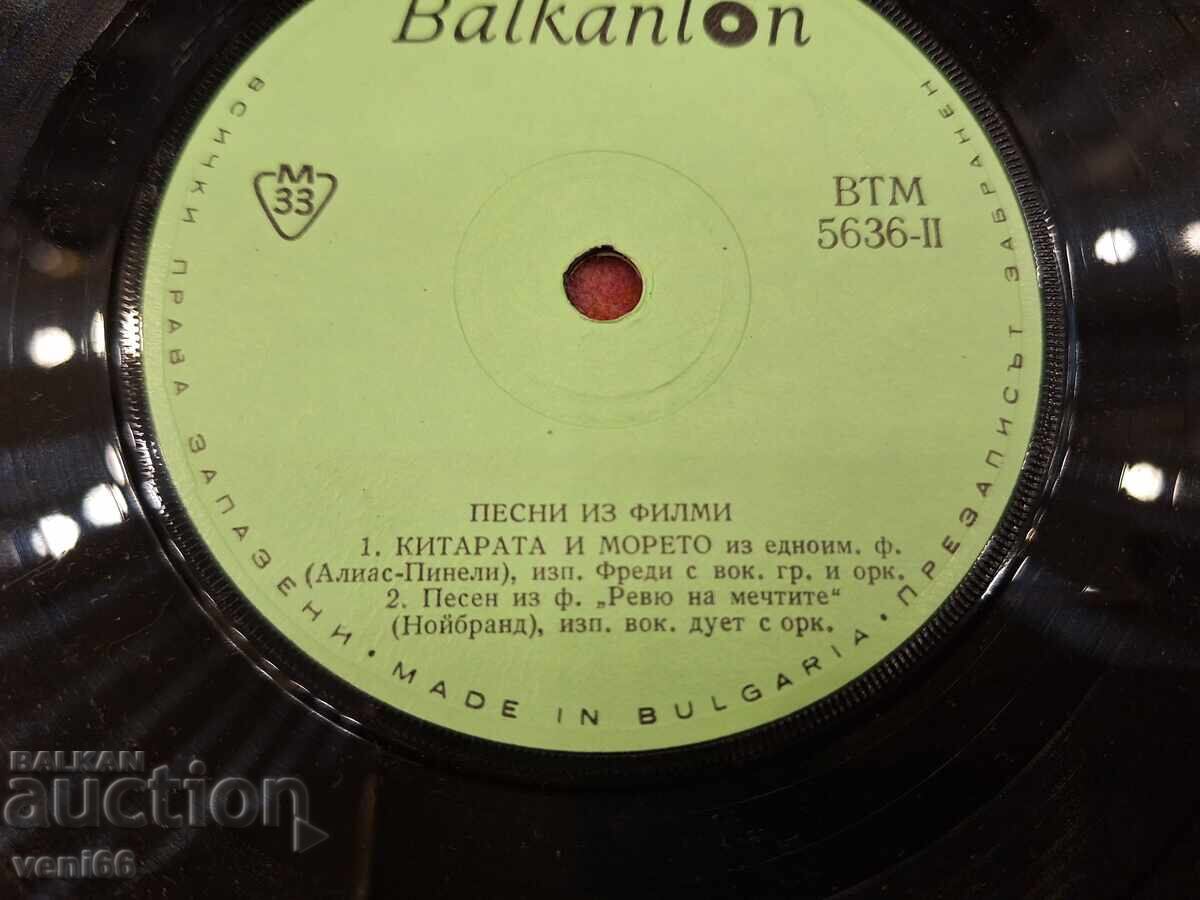 Balkanton
М
33
ВТМ
5636-II
ПЕСНИ ИЗ ФИЛМИ
1. КИТАРАТА И МОРЕТО из едноим. ф.
(Алиас-Пинели), изп. Фреди с вок. гр. и орк.
2. Песен из ф. „Ревю на мечтите“
(Нойбранд), изп. вок. дует с орк.
ВСИЧКИ ПРАВА ЗАПАЗЕНИ • MADE IN BULGARIA • ПРЕЗАПИСЪТ ЗАБРАНЕН
BALKAN
auction
veni66